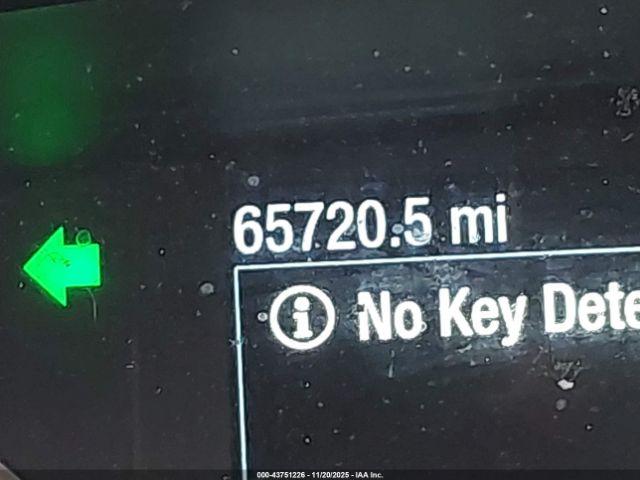 65720.5 mi
No Key Dete
000-43751226 - 11/20/2025 - IAA Inc.